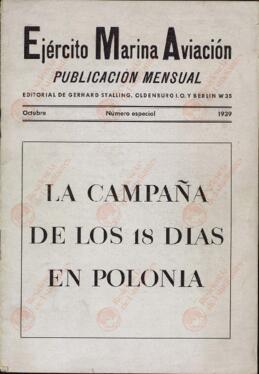 Ejército Marina Aviación
PUBLICACION MENSUAL
EDITORIAL DE GERHARD STALLING, OLDENBURG I.O. Y BERLIN W 35
Octubre Número especial 1939
LA CAMPAÑA
DE LOS 18 DIAS
EN POLONIA